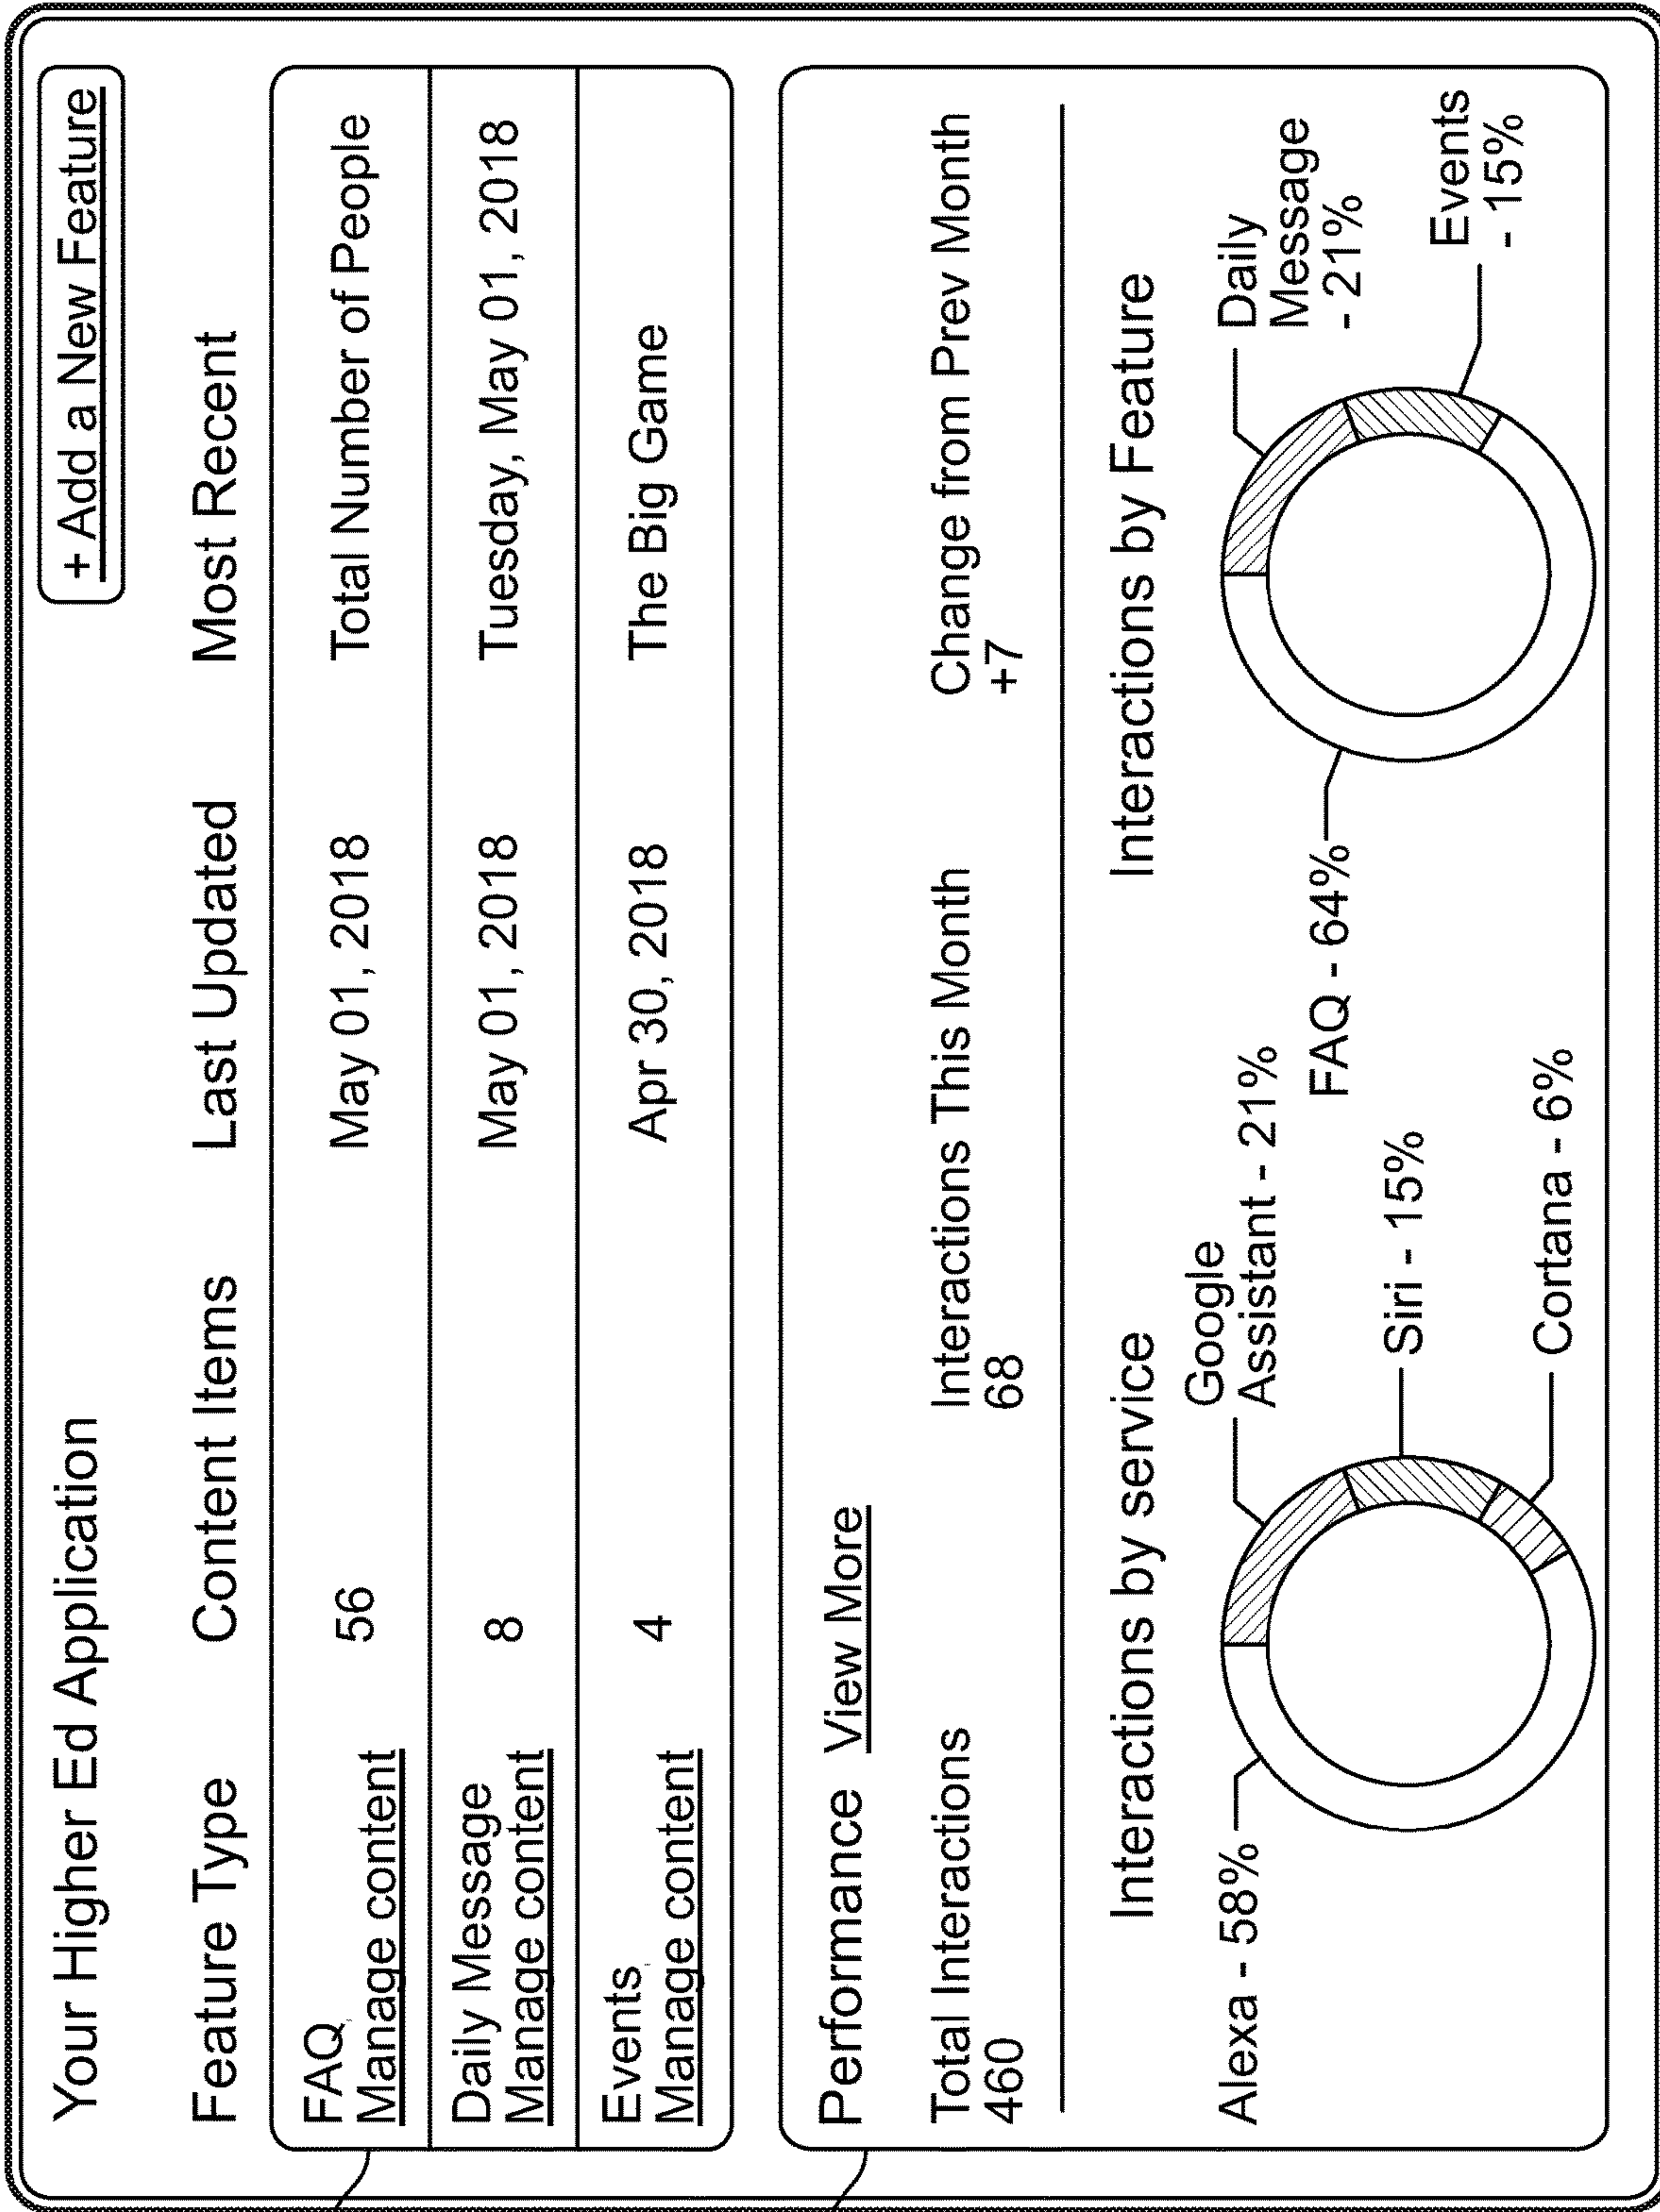 Your Higher Ed Application
+ Add a New Feature
Feature Type Content Items Last Updated Most Recent
FAQ
Manage content
56 May 01, 2018 Total Number of People
Daily Message
Manage content
8 May 01, 2018 Tuesday, May 01, 2018
Events
Manage content
4 Apr 30, 2018 The Big Game
Performance View More
Total Interactions
460
Interactions This Month
68
Change from Prev Month
+7
Interactions by service
Alexa - 58%
Google
Assistant - 21%
Siri - 15%
Cortana - 6%
Interactions by Feature
FAQ - 64%
Daily
Message
- 21%
Events
- 15%